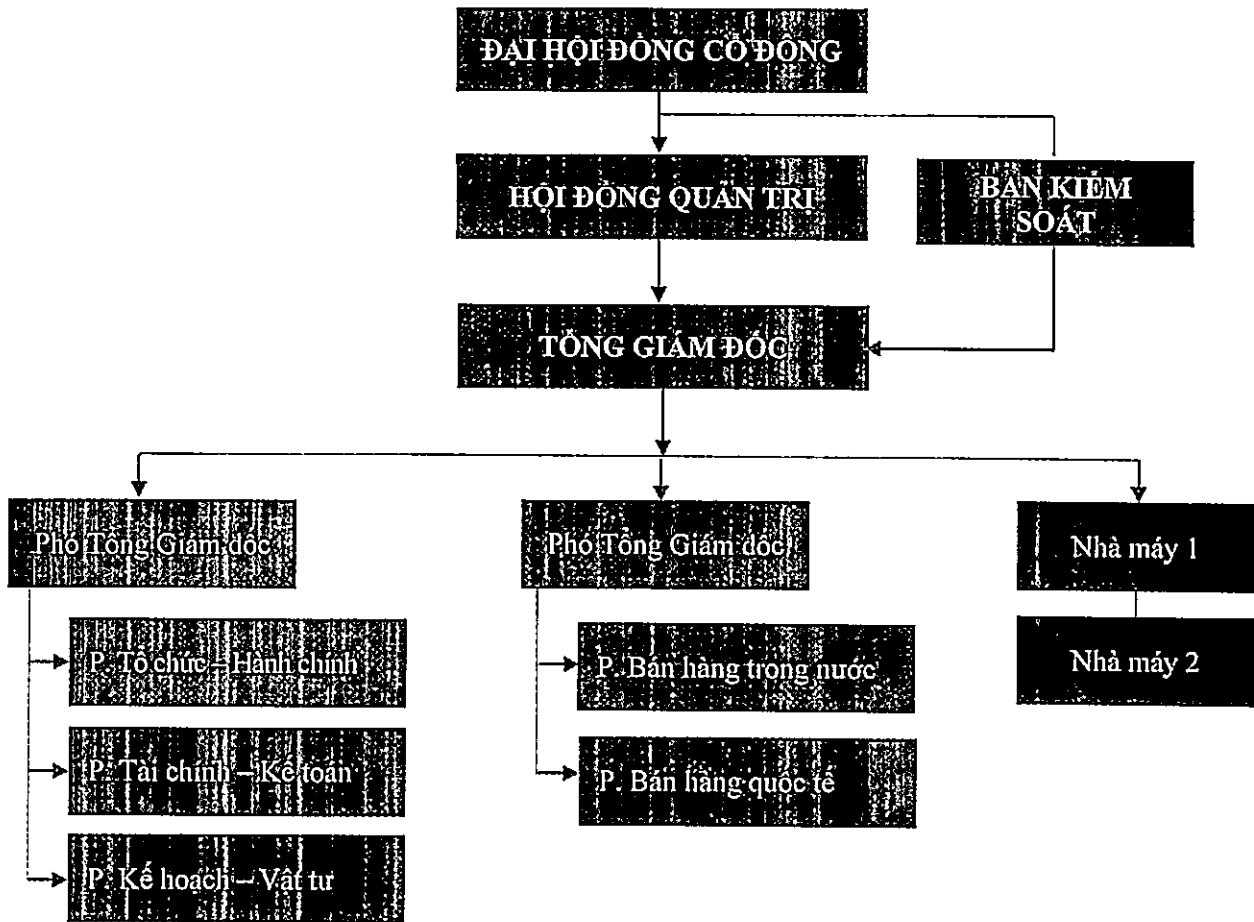 ĐẠI HỘI ĐỒNG CỔ ĐÔNG
HỘI ĐỒNG QUẢN TRỊ
BAN KIỂM
SOÁT
TỔNG GIÁM ĐỐC
Phó Tổng Giám đốc
Phó Tổng Giám đốc
Nhà máy 1
Nhà máy 2
P. Tổ chức – Hành chính
P. Tài chính – Kế toán
P. Kế hoạch – Vật tư
P. Bán hàng trong nước
P. Bán hàng quốc tế